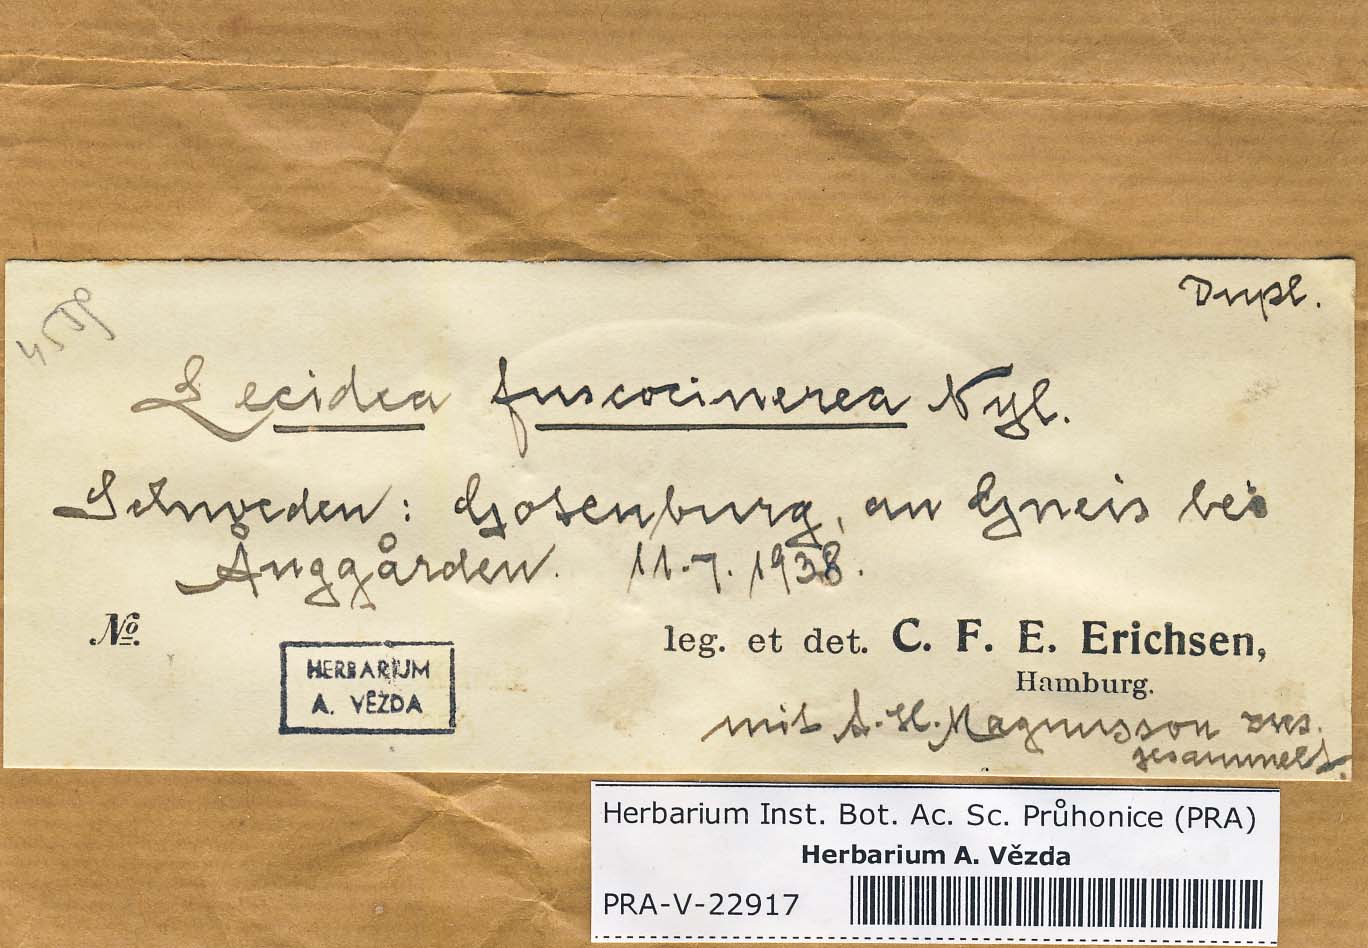 Dupl.
Lecidea fuscocinerea Nyl.
Schweden: Gotenburg, an Gneis bei
Änggården. 11.7.1938.
№.
leg. et det. C. F. E. Erichsen,
Hamburg.
mit A. H. Magnusson zus.
gesammelt.
HERBARIUM
A. VĚZDA
Herbarium Inst. Bot. Ac. Sc. Průhonice (PRA)
Herbarium A. Vězda
PRA-V-22917